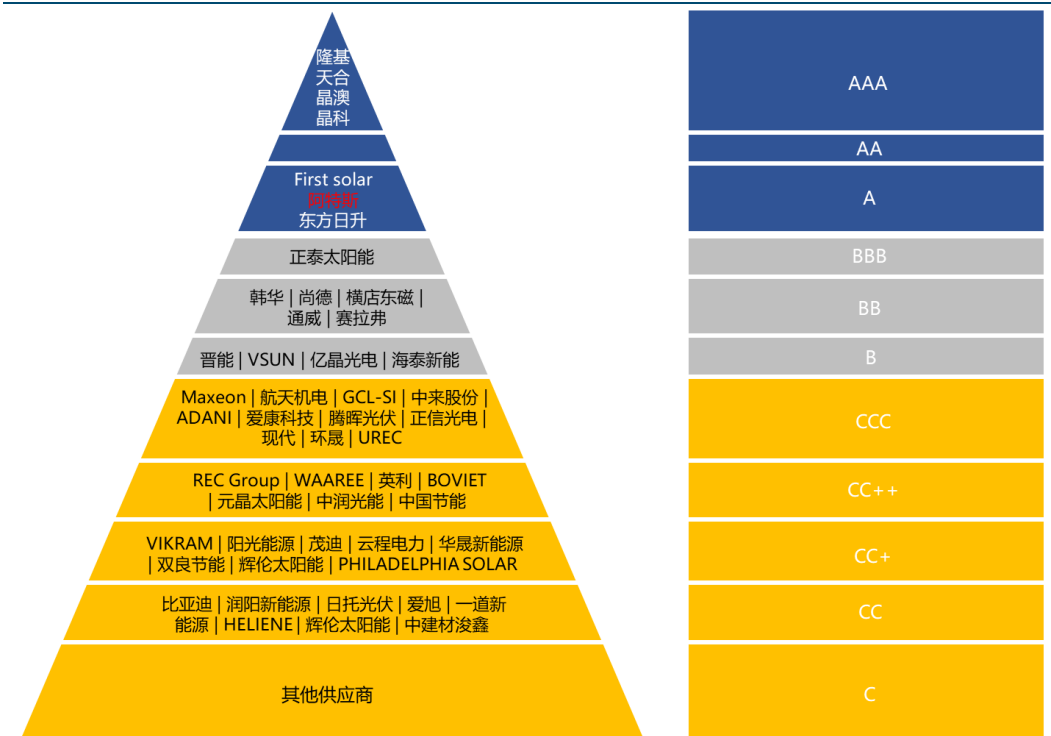 隆基
天合
晶澳
晶科
AAA
AA
First solar
阿特斯
东方日升
A
正泰太阳能
BBB
韩华 | 尚德 | 横店东磁 |
通威 | 赛拉弗
BB
晋能 | VSUN | 亿晶光电 | 海泰新能
B
Maxeon | 航天机电 | GCL-SI | 中来股份 |
ADANI | 爱康科技 | 腾晖光伏 | 正信光电 |
现代 | 环晟 | UREC
CCC
REC Group | WAAREE | 英利 | BOVIET
| 元晶太阳能 | 中润光能 | 中国节能
CC++
VIKRAM | 阳光能源 | 茂迪 | 云程电力 | 华晟新能源
| 双良节能 | 辉伦太阳能 | PHILADELPHIA SOLAR
CC+
比亚迪 | 润阳新能源 | 日托光伏 | 爱旭 | 一道新
能源 | HELIENE | 辉伦太阳能 | 中建材浚鑫
CC
其他供应商
C